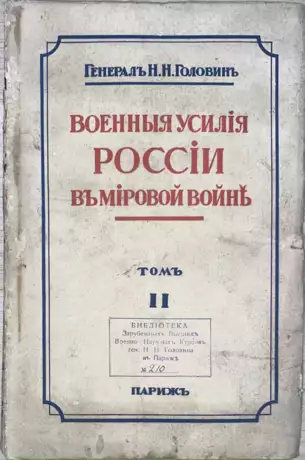 Генералъ Н. Н. Головинъ
Военныя усилія
Россіи
въ міровой войнѣ
Томъ
II
БИБЛІОТЕКА
Зарубежныхъ Высшихъ
Военно-Научныхъ Курсовъ
ген. Н. Н. Головина
въ Парижѣ
№ 210
Парижъ